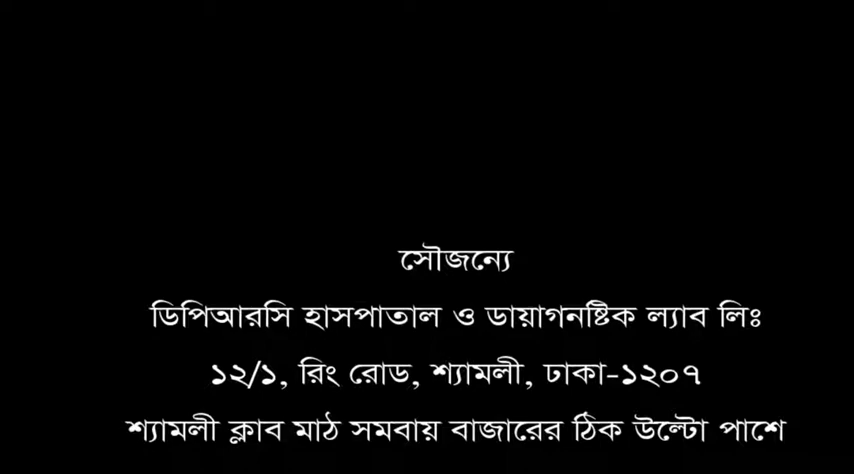 সৌজন্যে
ডিপিআরসি হাসপাতাল ও ডায়াগনষ্টিক ল্যাব লিঃ
১২/১, রিং রোড, শ্যামলী, ঢাকা-১২০৭
শ্যামলী ক্লাব মাঠ সমবায় বাজারের ঠিক উল্টো পাশে